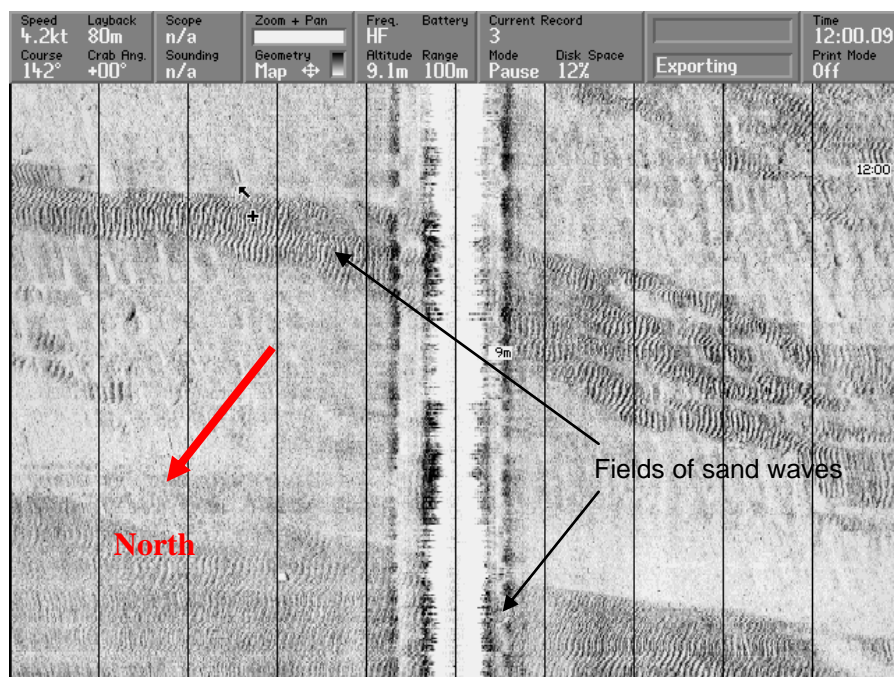 Speed Layback Scope Zoom + Pan Freq. Battery Current Record Time
4.2kt 80m n/a HF 3 12:00.09
Course Crab Ang. Sounding Geometry Altitude Range Mode Disk Space Exporting Print Mode
142° +00° n/a Map 9.1m 100m Pause 12% Off
12:00
9m
Fields of sand waves
North